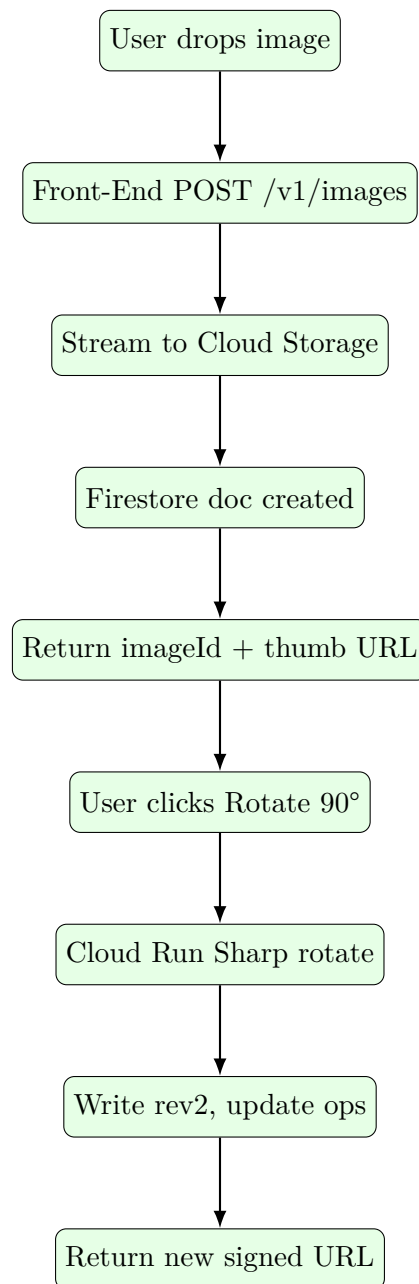 User drops image
Front-End POST /v1/images
Stream to Cloud Storage
Firestore doc created
Return imageId + thumb URL
User clicks Rotate 90°
Cloud Run Sharp rotate
Write rev2, update ops
Return new signed URL